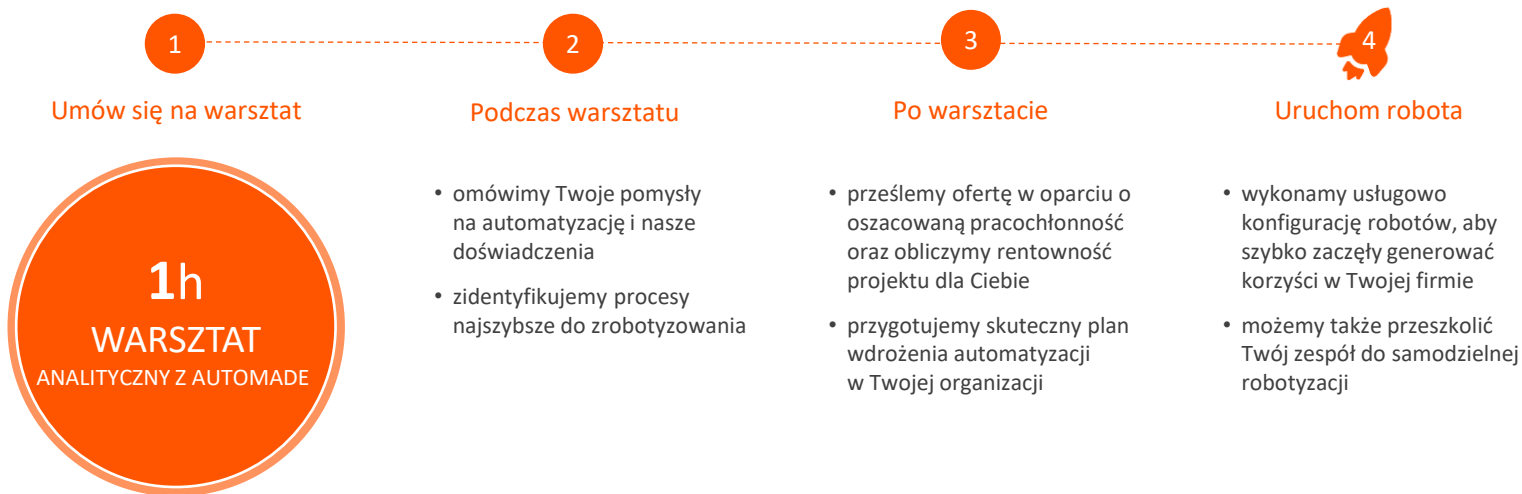 1
Umów się na warsztat
1h
WARSZTAT
ANALITYCZNY Z AUTOMADE
2
Podczas warsztatu
• omówimy Twoje pomysły
na automatyzację i nasze
doświadczenia
• zidentyfikujemy procesy
najszybsze do zrobotyzowania
3
Po warsztacie
• prześlemy ofertę w oparciu o
oszacowaną pracochłonność
oraz obliczymy rentowność
projektu dla Ciebie
• przygotujemy skuteczny plan
wdrożenia automatyzacji
w Twojej organizacji
4
Uruchom robota
• wykonamy usługowo
konfigurację robotów, aby
szybko zaczęły generować
korzyści w Twojej firmie
• możemy także przeszkolić
Twój zespół do samodzielnej
robotyzacji